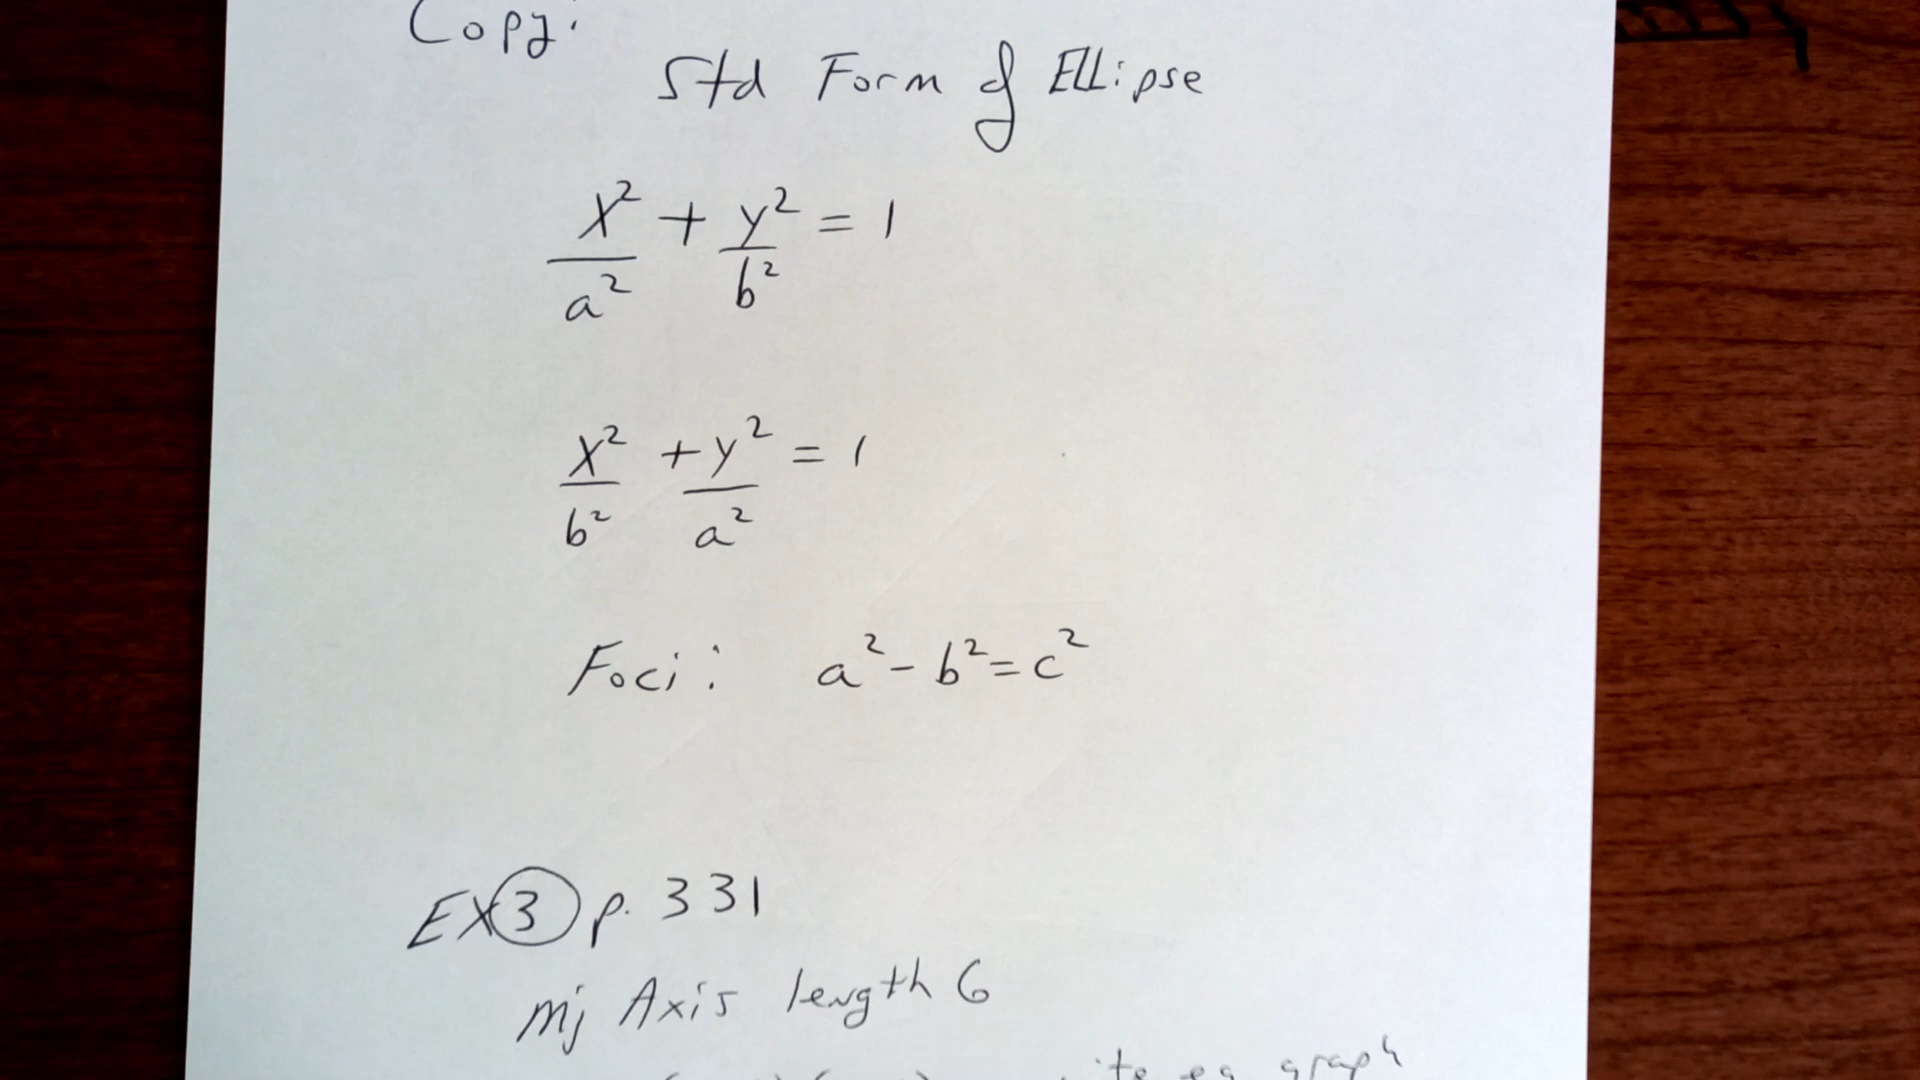 Copy:
Std Form of Ellipse
x²/a² + y²/b² = 1
x²/b² + y²/a² = 1
Foci: a² - b² = c²
EX 3 p. 331
mj Axis length 6
graph